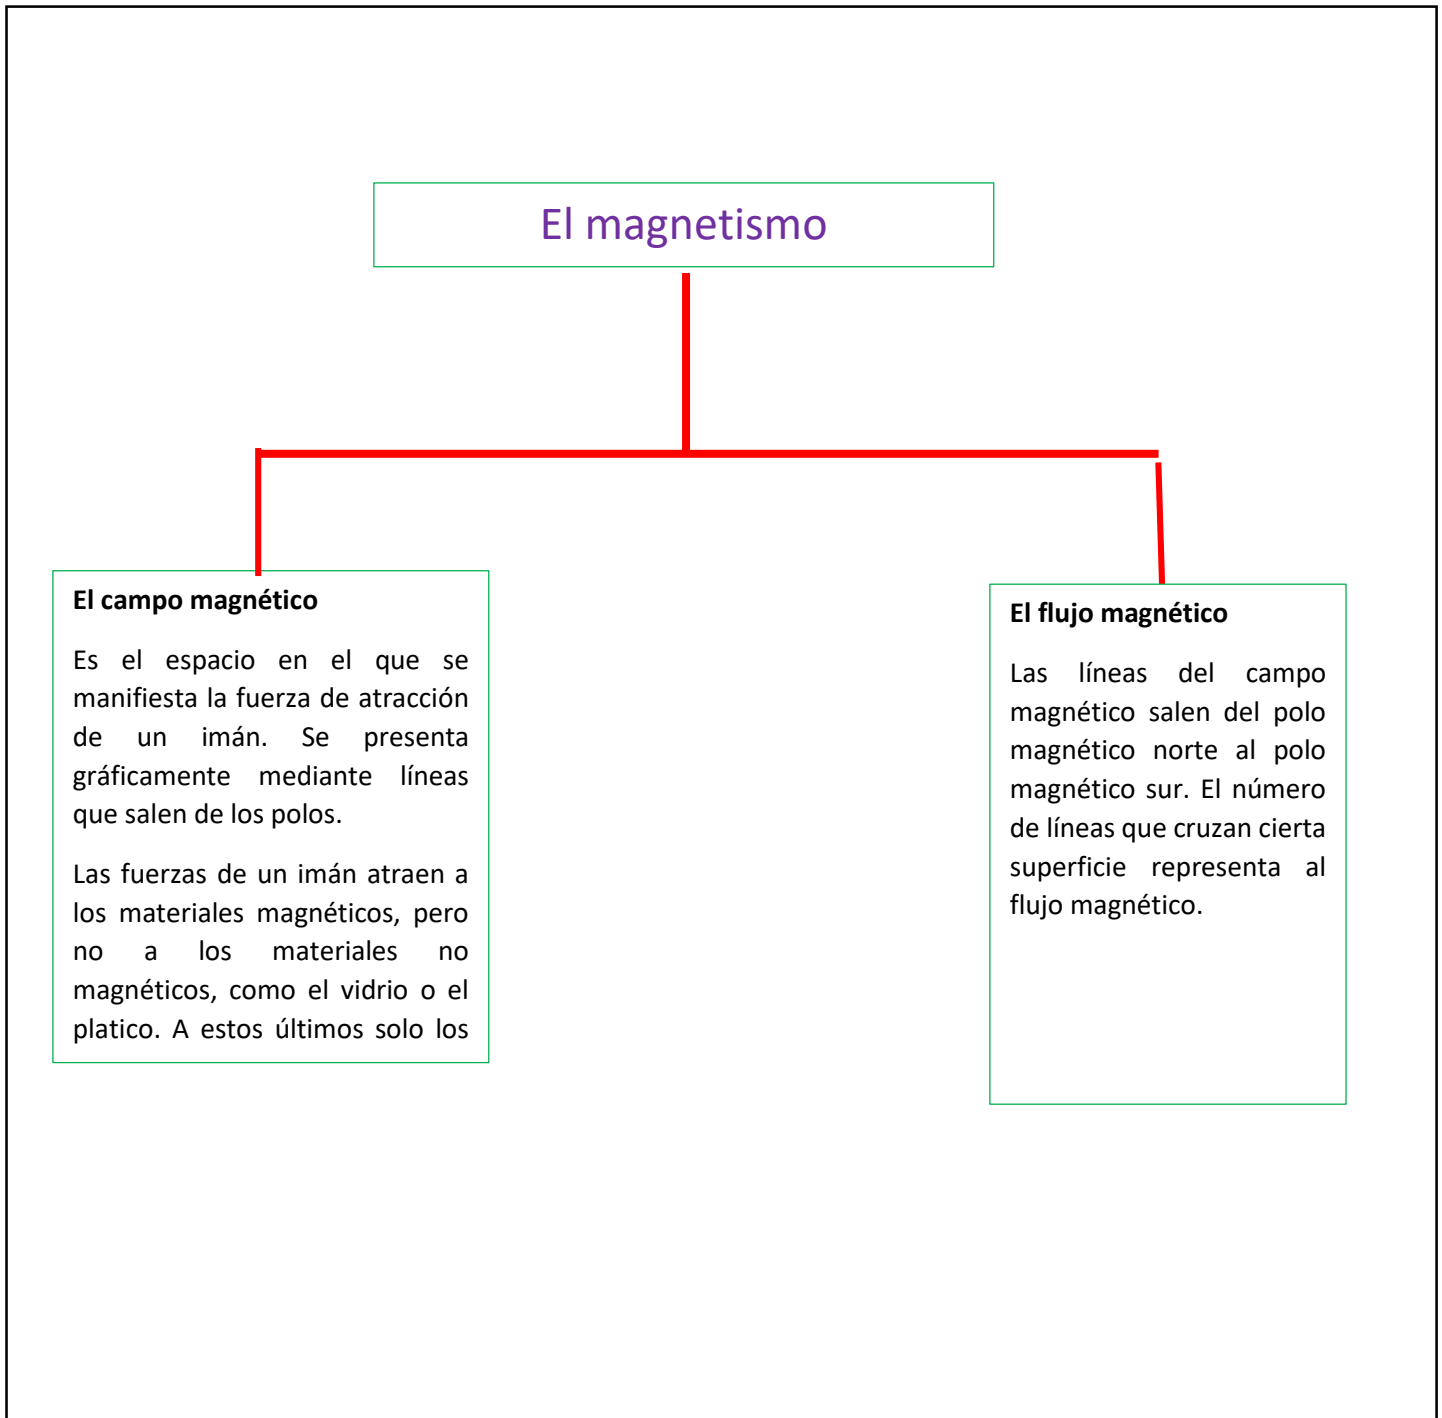 El magnetismo
El campo magnético
Es el espacio en el que se
manifiesta la fuerza de atracción
de un imán. Se presenta
gráficamente mediante líneas
que salen de los polos.
Las fuerzas de un imán atraen a
los materiales magnéticos, pero
no a los materiales no
magnéticos, como el vidrio o el
platico. A estos últimos solo los
El flujo magnético
Las líneas del campo
magnético salen del polo
magnético norte al polo
magnético sur. El número
de líneas que cruzan cierta
superficie representa al
flujo magnético.